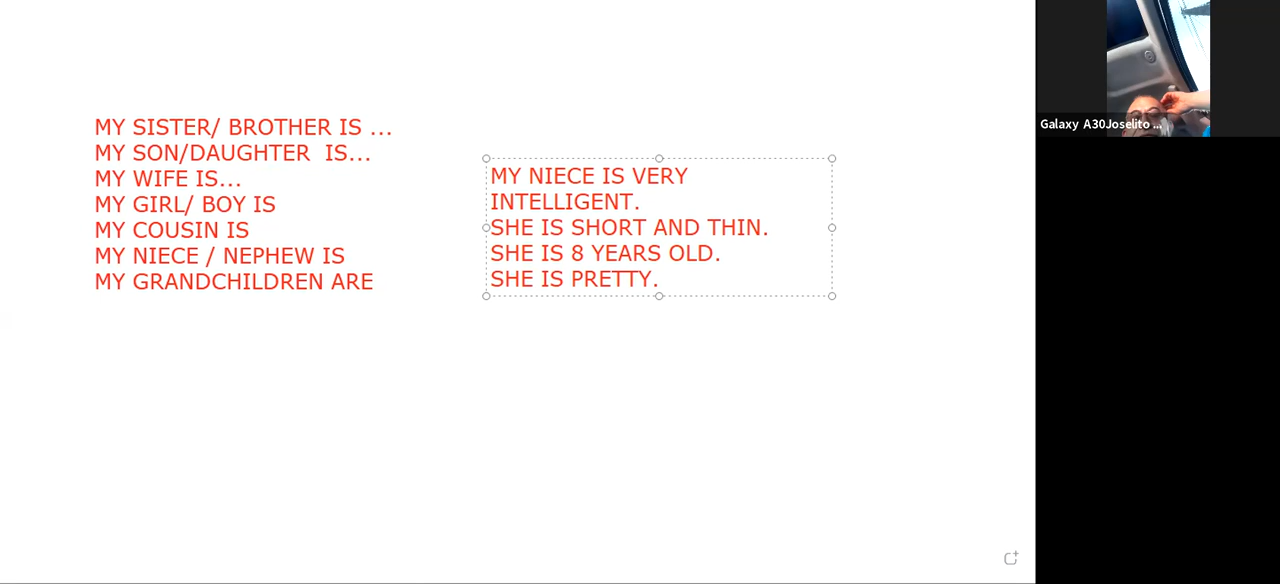 MY SISTER/ BROTHER IS ...
MY SON/DAUGHTER  IS...
MY WIFE IS...
MY GIRL/ BOY IS
MY COUSIN IS
MY NIECE / NEPHEW IS
MY GRANDCHILDREN ARE
MY NIECE IS VERY
INTELLIGENT.
SHE IS SHORT AND THIN.
SHE IS 8 YEARS OLD.
SHE IS PRETTY.
Galaxy A30Joselito ...